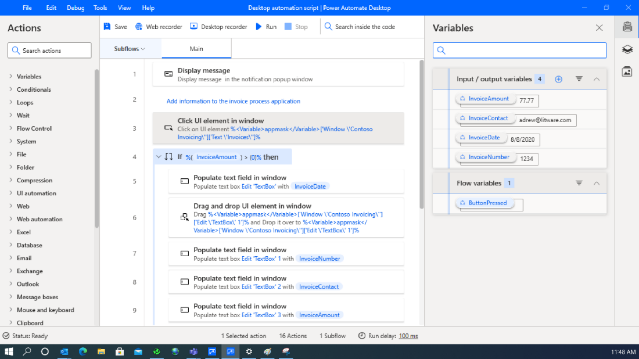 File Edit Debug Tools View Help Desktop automation script | Power Automate Desktop
Actions
Search actions
Variables
Conditionals
Loops
Wait
Flow Control
System
File
Folder
Compression
UI automation
Web
Web automation
Excel
Database
Email
Exchange
Outlook
Message boxes
Mouse and keyboard
Clipboard
Save Web recorder Desktop recorder Run Stop Search inside the code
Subflows Main
1 Display message
Display message in the notification popup window
2 Add information to the invoice process application
3 Click UI element in window
Click on UI element %<Variable>appmask</Variable>['Window \'Contoso
Invoicing\'']['Text \'Invoices\'']%
4 If %[ InvoiceAmount ] > (0)% then
5 Populate text field in window
Populate text box Edit 'TextBox' with InvoiceDate
6 Drag and drop UI element in window
Drag %<Variable>appmask</Variable>['Window \'Contoso Invoicing\'']
['Edit \'TextBox\' 1']% and Drop it over to %<Variable>appmask</
Variable>['Window \'Contoso Invoicing\'']['Edit \'TextBox\' 1']%
7 Populate text field in window
Populate text box Edit 'TextBox' 1 with InvoiceNumber
8 Populate text field in window
Populate text box Edit 'TextBox' 2 with InvoiceContact
9 Populate text field in window
Populate text box Edit 'TextBox' 3 with InvoiceAmount
Variables
Input / output variables 4
InvoiceAmount 77.77
InvoiceContact adrew@litware.com
InvoiceDate 8/8/2020
InvoiceNumber 1234
Flow variables 1
ButtonPressed
Status: Ready 1 Selected action 16 Actions 1 Subflow Run delay: 100 ms
11:48 AM